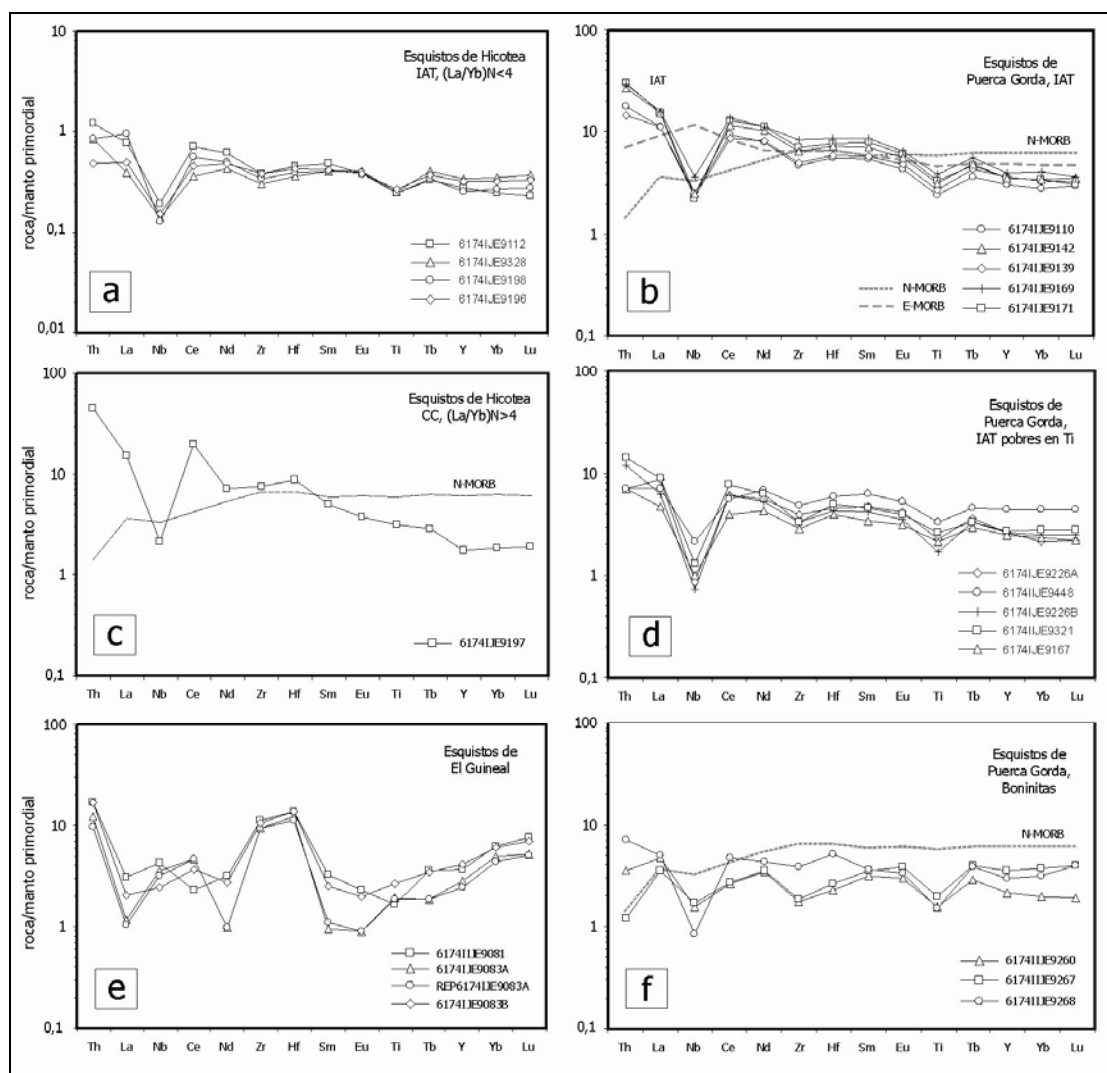 roca/manto primordial
10
1
0,1
0,01
Esquistos de Hicotea
IAT, (La/Yb)N<4
6174IJE9112
6174IJE9328
6174IJE9198
6174IJE9196
a
Th La Nb Ce Nd Zr Hf Sm Eu Ti Tb Y Yb Lu
100
10
1
0,1
Esquistos de
Puerca Gorda, IAT
IAT
N-MORB
N-MORB
E-MORB
6174IJE9110
6174IJE9142
6174IJE9139
6174IJE9169
6174IJE9171
b
Th La Nb Ce Nd Zr Hf Sm Eu Ti Tb Y Yb Lu
roca/manto primordial
100
10
1
0,1
Esquistos de Hicotea
CC, (La/Yb)N>4
N-MORB
6174IJE9197
c
Th La Nb Ce Nd Zr Hf Sm Eu Ti Tb Y Yb Lu
100
10
1
0,1
Esquistos de
Puerca Gorda,
IAT pobres en Ti
6174IJE9226A
6174IIJE9448
6174IJE9226B
6174IIJE9321
6174IJE9167
d
Th La Nb Ce Nd Zr Hf Sm Eu Ti Tb Y Yb Lu
roca/manto primordial
100
10
1
0,1
Esquistos de
El Guineal
6174IIJE9081
6174IJE9083A
REP6174IJE9083A
6174IJE9083B
e
Th La Nb Ce Nd Zr Hf Sm Eu Ti Tb Y Yb Lu
100
10
1
0,1
Esquistos de
Puerca Gorda,
Boninitas
N-MORB
6174IIJE9260
6174IIJE9267
6174IIJE9268
f
Th La Nb Ce Nd Zr Hf Sm Eu Ti Tb Y Yb Lu